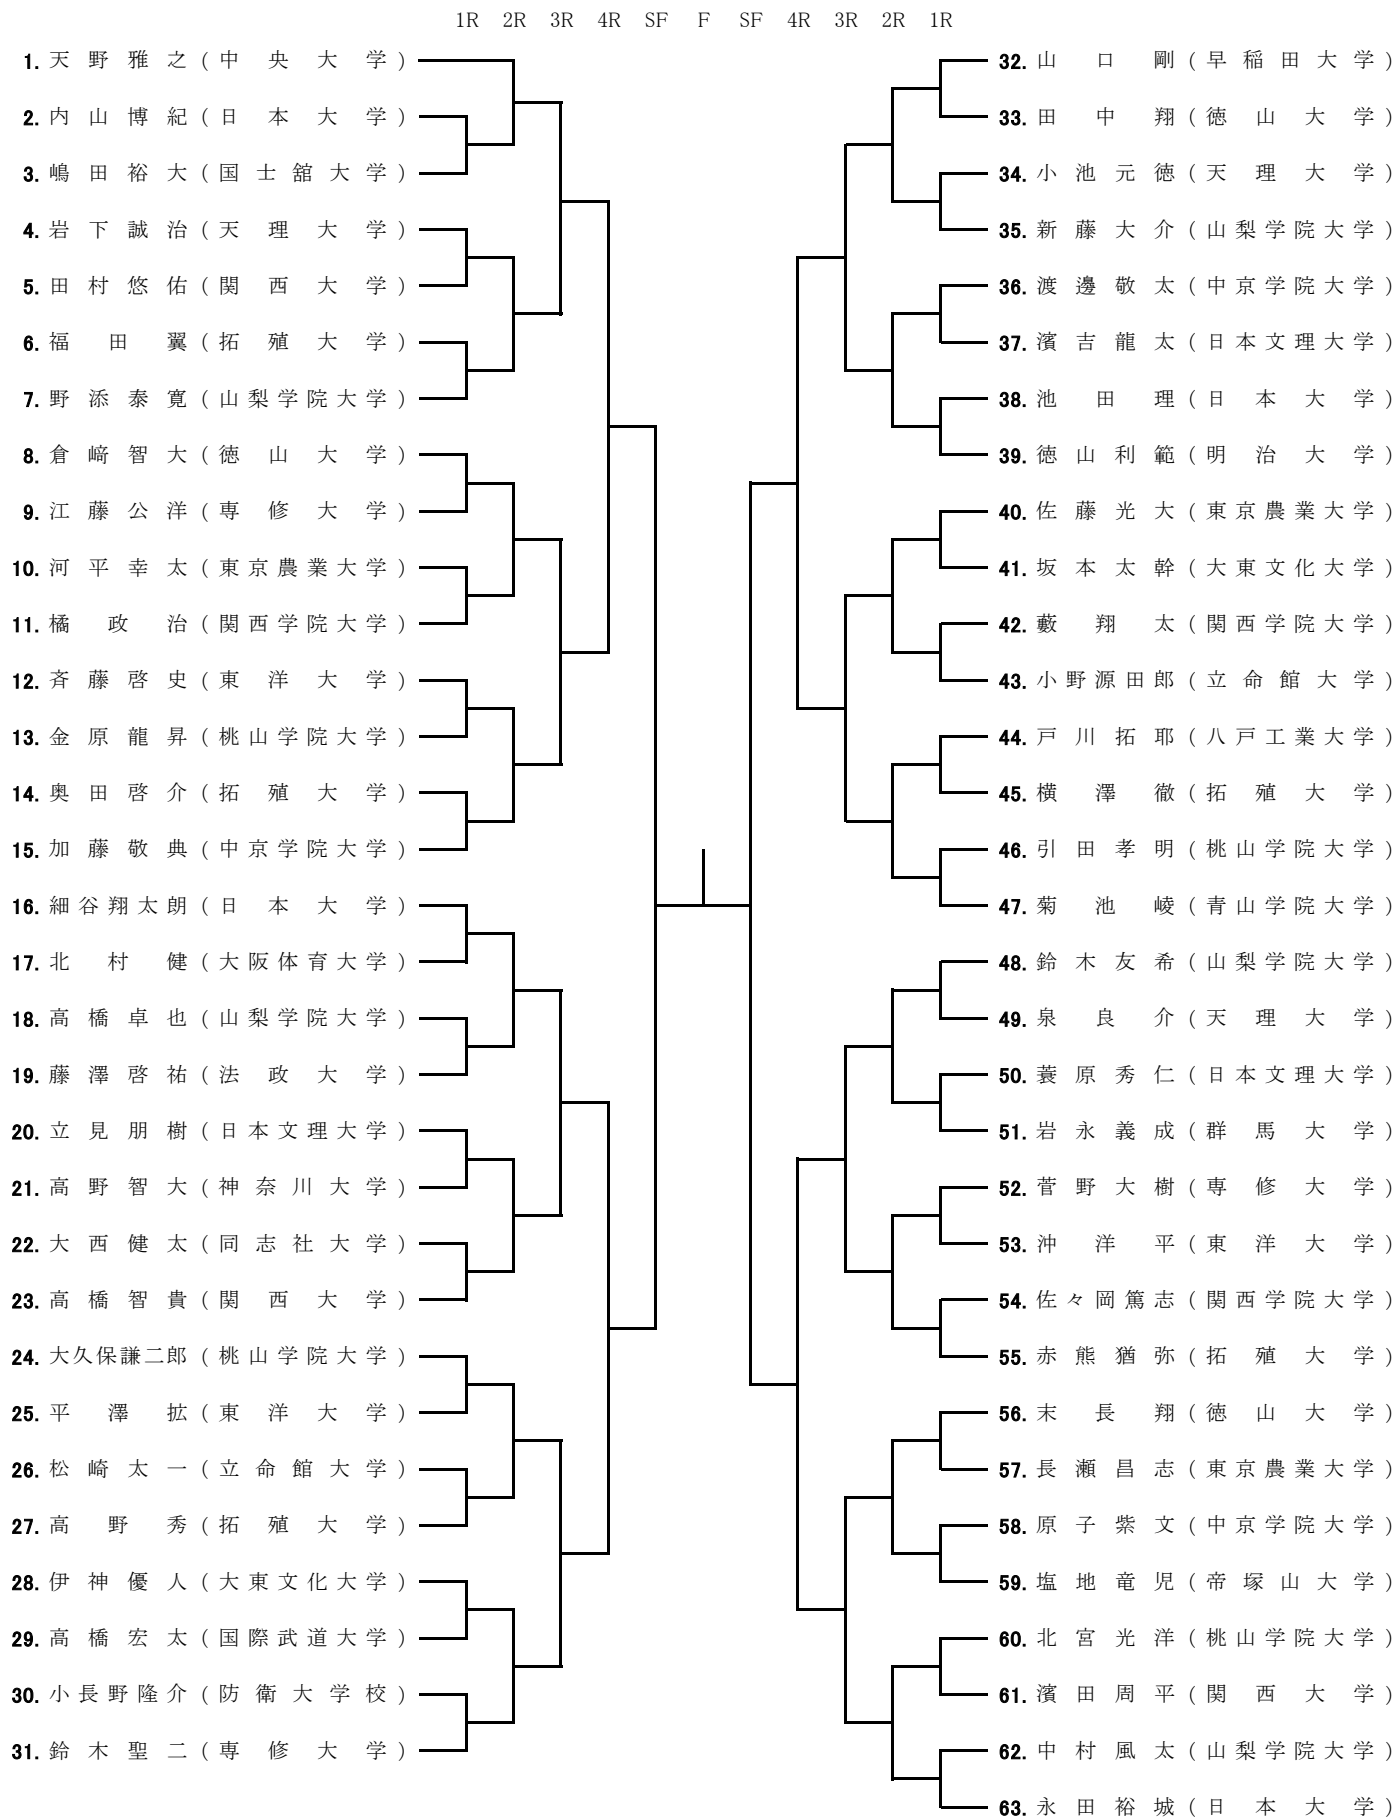 1R 2R 3R 4R SF F SF 4R 3R 2R 1R
1. 天野雅之 (中央大学)
2. 内山博紀 (日本大学)
3. 嶋田裕大 (国士舘大学)
4. 岩下誠治 (天理大学)
5. 田村悠佑 (関西大学)
6. 福田翼 (拓殖大学)
7. 野添泰寛 (山梨学院大学)
8. 倉﨑智大 (徳山大学)
9. 江藤公洋 (専修大学)
10. 河平幸太 (東京農業大学)
11. 橘政治 (関西学院大学)
12. 斉藤啓史 (東洋大学)
13. 金原龍昇 (桃山学院大学)
14. 奥田啓介 (拓殖大学)
15. 加藤敬典 (中京学院大学)
16. 細谷翔太朗 (日本大学)
17. 北村健 (大阪体育大学)
18. 高橋卓也 (山梨学院大学)
19. 藤澤啓祐 (法政大学)
20. 立見朋樹 (日本文理大学)
21. 高野智大 (神奈川大学)
22. 大西健太 (同志社大学)
23. 高橋智貴 (関西大学)
24. 大久保謙二郎 (桃山学院大学)
25. 平澤拡 (東洋大学)
26. 松崎太一 (立命館大学)
27. 高野秀 (拓殖大学)
28. 伊神優人 (大東文化大学)
29. 高橋宏太 (国際武道大学)
30. 小長野隆介 (防衛大学校)
31. 鈴木聖二 (専修大学)
32. 山口剛 (早稲田大学)
33. 田中翔 (徳山大学)
34. 小池元徳 (天理大学)
35. 新藤大介 (山梨学院大学)
36. 渡邊敬太 (中京学院大学)
37. 濱吉龍太 (日本文理大学)
38. 池田理 (日本大学)
39. 徳山利範 (明治大学)
40. 佐藤光大 (東京農業大学)
41. 坂本太幹 (大東文化大学)
42. 藪翔太 (関西学院大学)
43. 小野源田郎 (立命館大学)
44. 戸川拓耶 (八戸工業大学)
45. 横澤徹 (拓殖大学)
46. 引田孝明 (桃山学院大学)
47. 菊池崚 (青山学院大学)
48. 鈴木友希 (山梨学院大学)
49. 泉良介 (天理大学)
50. 蓑原秀仁 (日本文理大学)
51. 岩永義成 (群馬大学)
52. 菅野大樹 (専修大学)
53. 沖洋平 (東洋大学)
54. 佐々岡篤志 (関西学院大学)
55. 赤熊猶弥 (拓殖大学)
56. 末長翔 (徳山大学)
57. 長瀬昌志 (東京農業大学)
58. 原子紫文 (中京学院大学)
59. 塩地竜児 (帝塚山大学)
60. 北宮光洋 (桃山学院大学)
61. 濱田周平 (関西大学)
62. 中村風太 (山梨学院大学)
63. 永田裕城 (日本大学)